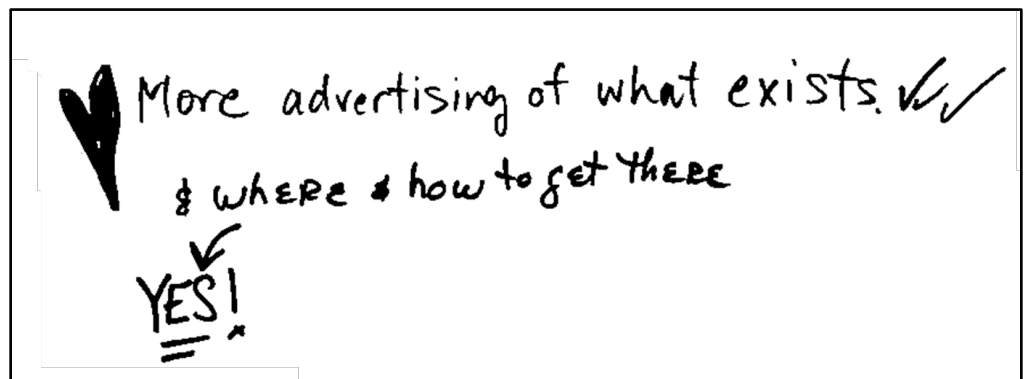 More advertising of what exists. ✓✓✓
& wHERE & how to get THERE
YES!